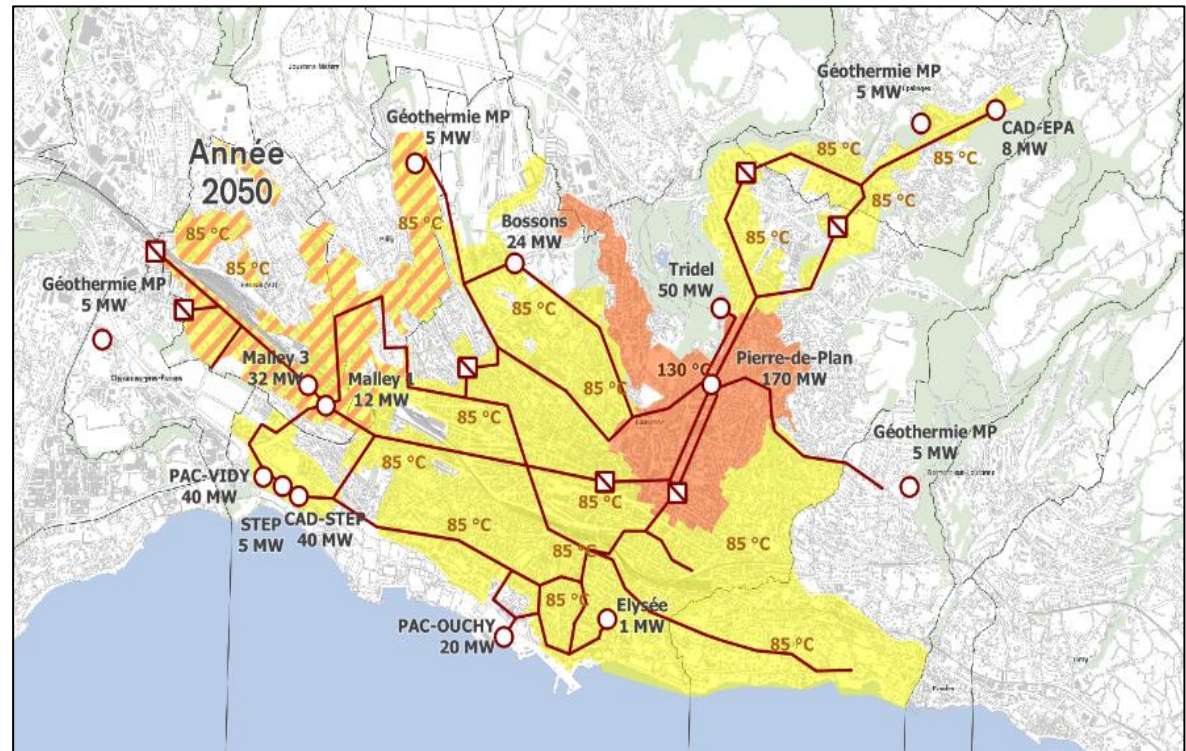 Géothermie MP
5 MW
CAD-EPA
8 MW
Géothermie MP
5 MW
Année
2050
85 °C
85 °C
85 °C
85 °C
85 °C
85 °C
85 °C
Bossons
24 MW
Tridel
50 MW
Géothermie MP
5 MW
Malley 3
32 MW
Malley 1
12 MW
130 °C
Pierre-de-Plan
170 MW
85 °C
85 °C
Géothermie MP
5 MW
85 °C
85 °C
PAC-VIDY
40 MW
STEP
5 MW
CAD-STEP
40 MW
85 °C
85 °C
85 °C
85 °C
Elysée
1 MW
PAC-OUCHY
20 MW
85 °C